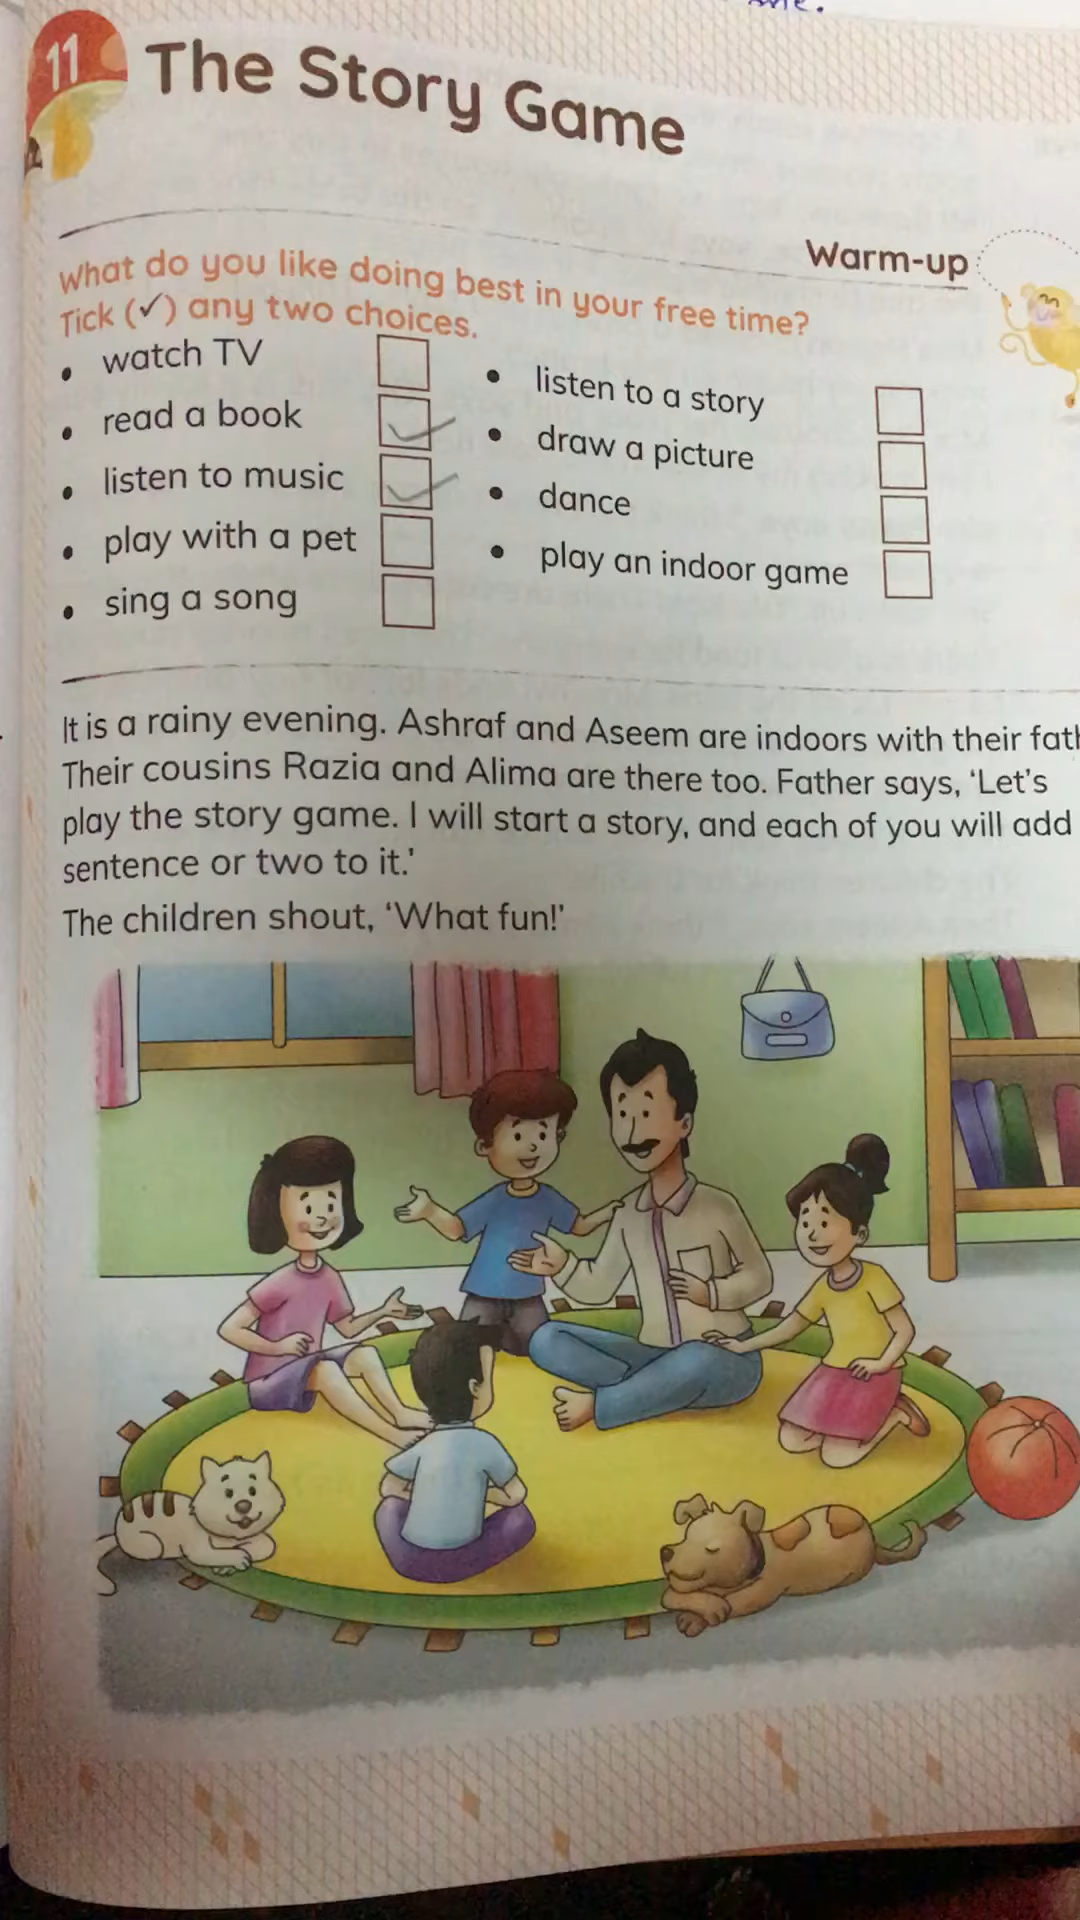 11 The Story Game
Warm-up
What do you like doing best in your free time?
Tick (✓) any two choices.
• watch TV
• read a book
• listen to music
• play with a pet
• sing a song
• listen to a story
• draw a picture
• dance
• play an indoor game
It is a rainy evening. Ashraf and Aseem are indoors with their fath
Their cousins Razia and Alima are there too. Father says, ‘Let’s
play the story game. I will start a story, and each of you will add
sentence or two to it.’
The children shout, ‘What fun!’